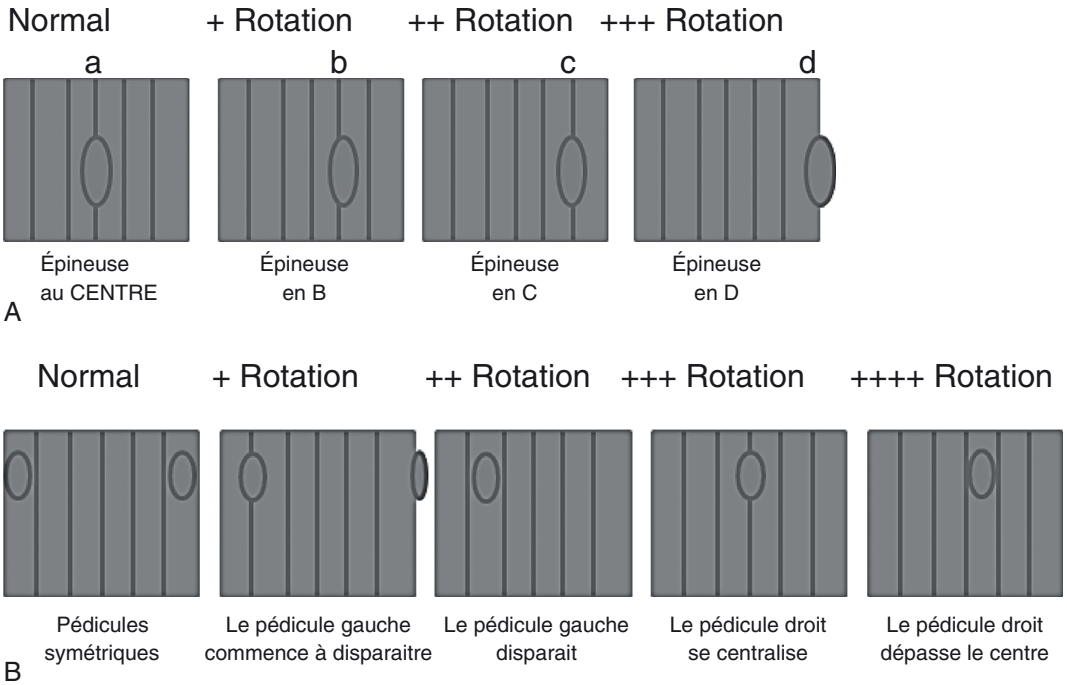 Normal + Rotation ++ Rotation +++ Rotation
a b c d
Épineuse Épineuse Épineuse Épineuse
au CENTRE en B en C en D
A
Normal + Rotation ++ Rotation +++ Rotation ++++ Rotation
Pédicules Le pédicule gauche Le pédicule gauche Le pédicule droit Le pédicule droit
symétriques commence à disparaitre disparait se centralise dépasse le centre
B